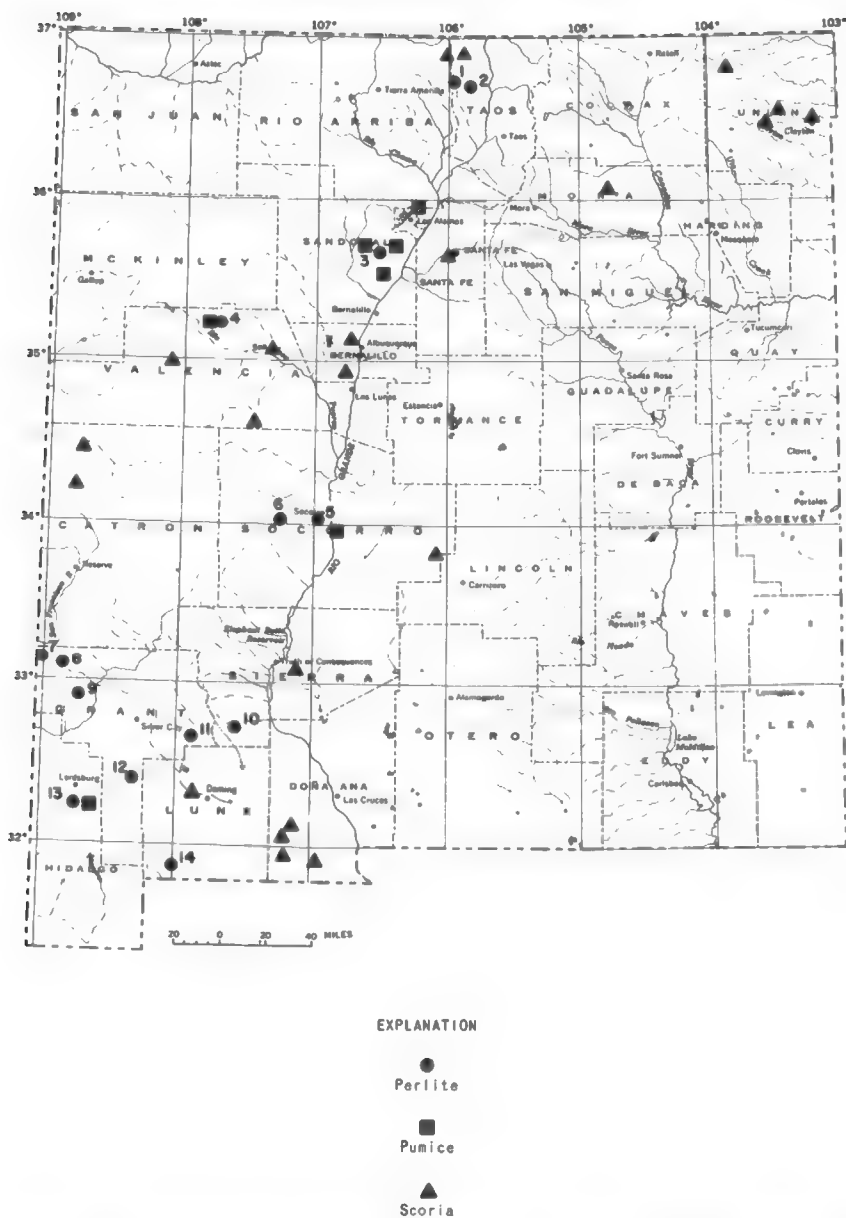 109° 108° 107° 106° 105° 104° 103°
37°
Aztec
Raton
1
2
Tierra Amarilla
SAN JUAN
RIO ARRIBA
TAOS
COLFAX
UNION
Clayton
Taos
36°
Los Alamos
Mora
MORA
HARDING
Mosquero
SANDOVAL
3
SANTA FE
Las Vegas
MCKINLEY
Gallup
SANTA FE
SAN MIGUEL
Bernalillo
4
Tucumcari
Albuquerque
35°
BERNALILLO
QUAY
VALENCIA
Santa Rosa
Los Lunas
GUADALUPE
Estancia
TORRANCE
CURRY
Clovis
Fort Sumner
DE BACA
GRANDE
Portales
6
Socorro
5
34°
CATRON
SOCORRO
ROOSEVELT
RIO
Reserve
LINCOLN
Carrizozo
CHAVES
Roswell
Hondo
Elephant Butte
Reservoir
7
8
Truth or Consequences
33°
SIERRA
9
Lovington
GRANT
Alamogordo
10
Silver City
11
OTERO
LEA
Lake
McMillan
12
EDDY
Lordsburg
Carlsbad
13
DOÑA ANA
Deming
Las Cruces
LUNE
32°
14
HIDALGO
20 0 20 40 MILES
EXPLANATION
Perlite
Pumice
Scoria